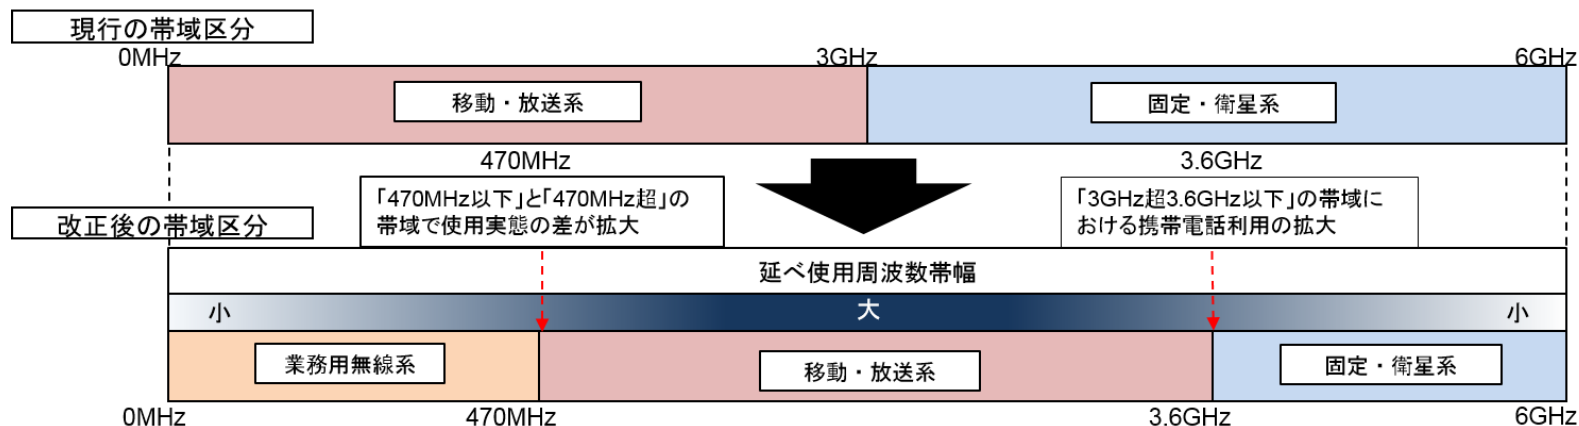 現行の帯域区分
0MHz
3GHz
6GHz
移動・放送系
固定・衛星系
470MHz
3.6GHz
「470MHz以下」と「470MHz超」の
帯域で使用実態の差が拡大
「3GHz超3.6GHz以下」の帯域に
おける携帯電話利用の拡大
改正後の帯域区分
延べ使用周波数帯幅
小
大
小
業務用無線系
移動・放送系
固定・衛星系
0MHz
470MHz
3.6GHz
6GHz